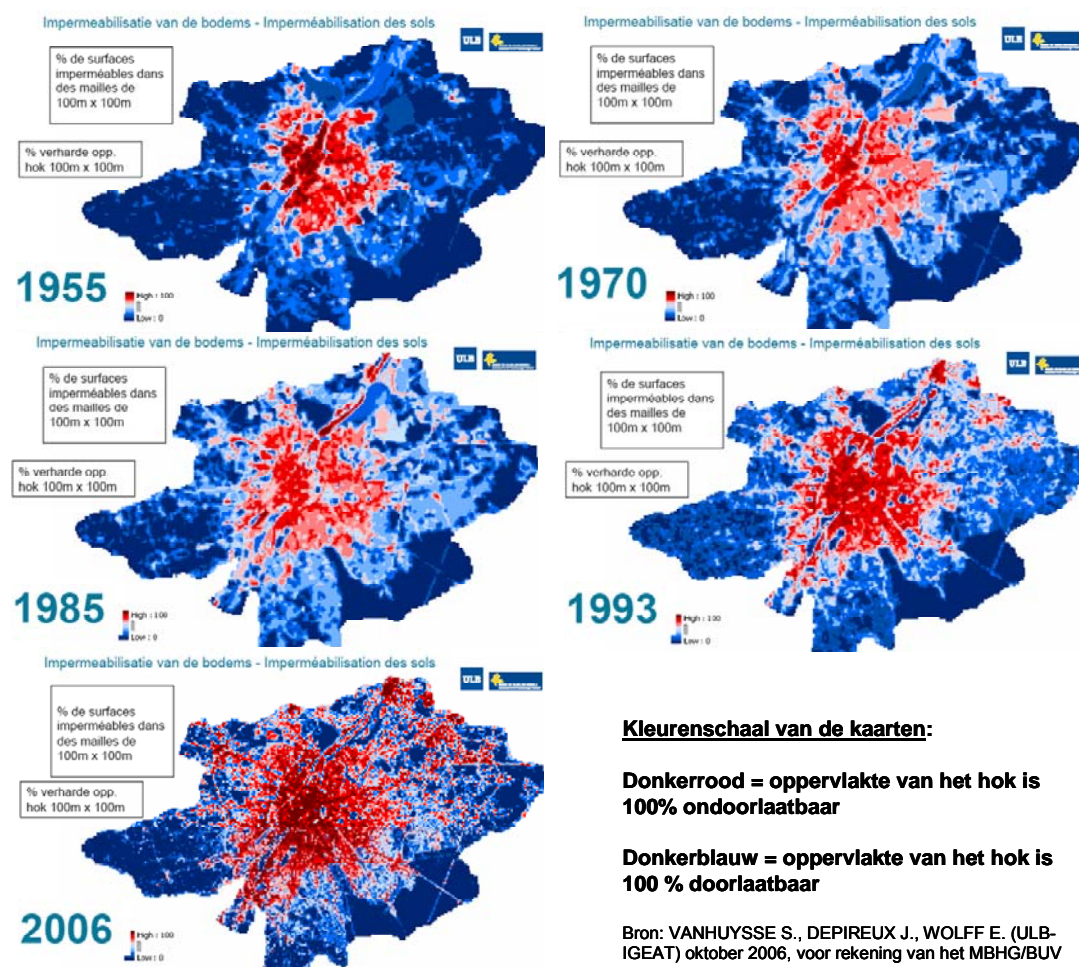 Impermeabilisatie van de bodems - Imperméabilisation des sols
ULB
% de surfaces
imperméables dans
des mailles de
100m x 100m
% verharde opp.
hok 100m x 100m
1955
High : 100
Low : 0
Impermeabilisatie van de bodems - Imperméabilisation des sols
ULB
% de surfaces
imperméables dans
des mailles de
100m x 100m
% verharde opp.
hok 100m x 100m
1970
High : 100
Low : 0
Impermeabilisatie van de bodems - Imperméabilisation des sols
ULB
% de surfaces
imperméables dans
des mailles de
100m x 100m
% verharde opp.
hok 100m x 100m
1985
High : 100
Low : 0
Impermeabilisatie van de bodems - Imperméabilisation des sols
ULB
% de surfaces
imperméables dans
des mailles de
100m x 100m
% verharde opp.
hok 100m x 100m
1993
High : 100
Low : 0
Impermeabilisatie van de bodems - Imperméabilisation des sols
ULB
% de surfaces
imperméables dans
des mailles de
100m x 100m
% verharde opp.
hok 100m x 100m
2006
High : 100
Low : 0
Kleurenschaal van de kaarten:
Donkerrood = oppervlakte van het hok is
100% ondoorlaatbaar
Donkerblauw = oppervlakte van het hok is
100 % doorlaatbaar
Bron: VANHUYSSE S., DEPIREUX J., WOLFF E. (ULB-
IGEAT) oktober 2006, voor rekening van het MBHG/BUV